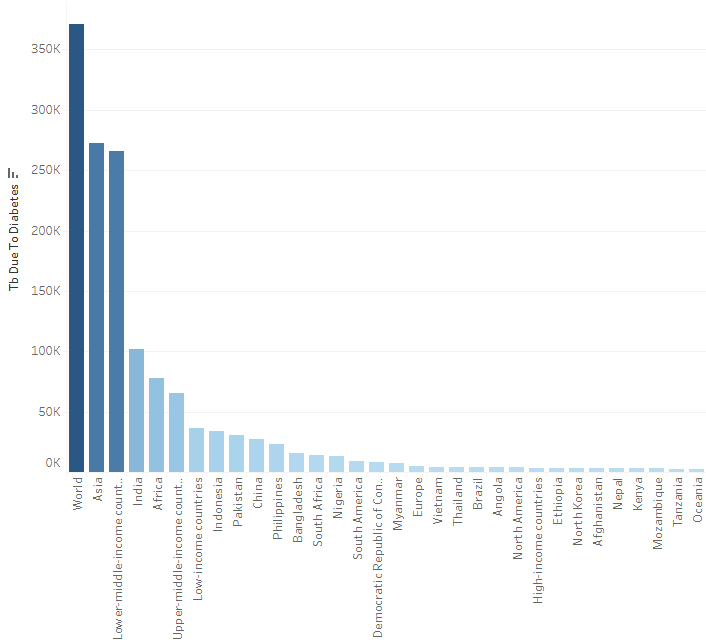 350K
300K
250K
200K
150K
100K
50K
0K
Tb Due To Diabetes
World
Asia
Lower-middle-income count..
India
Africa
Upper-middle-income count..
Low-income countries
Indonesia
Pakistan
China
Philippines
Bangladesh
South Africa
Nigeria
South America
Democratic Republic of Con..
Myanmar
Europe
Vietnam
Thailand
Brazil
Angola
North America
High-income countries
Ethiopia
North Korea
Afghanistan
Nepal
Kenya
Mozambique
Tanzania
Oceania